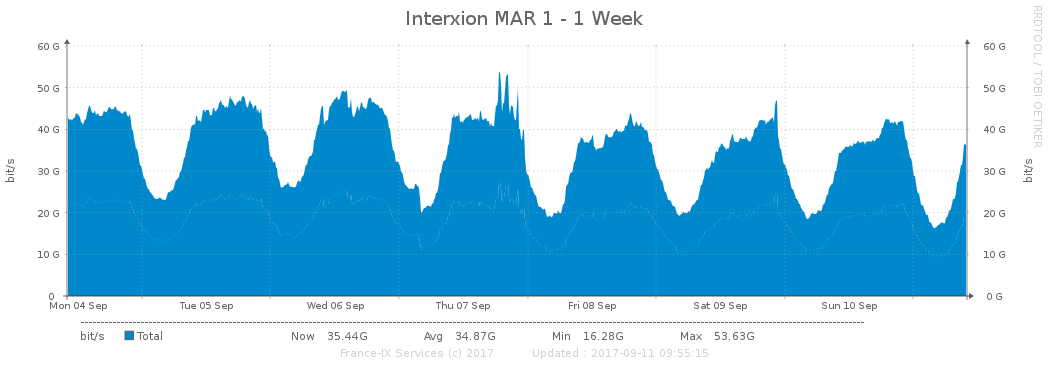 Interxion MAR 1 - 1 Week
RRDTOOL / TOBI OETIKER
60 G 60 G
50 G 50 G
40 G 40 G
30 G 30 G
20 G 20 G
10 G 10 G
0 0 G
bit/s
bit/s
Mon 04 Sep Tue 05 Sep Wed 06 Sep Thu 07 Sep Fri 08 Sep Sat 09 Sep Sun 10 Sep
bit/s Total Now 35.44G Avg 34.87G Min 16.28G Max 53.63G
France-IX Services (c) 2017 Updated : 2017-09-11 09:55:15